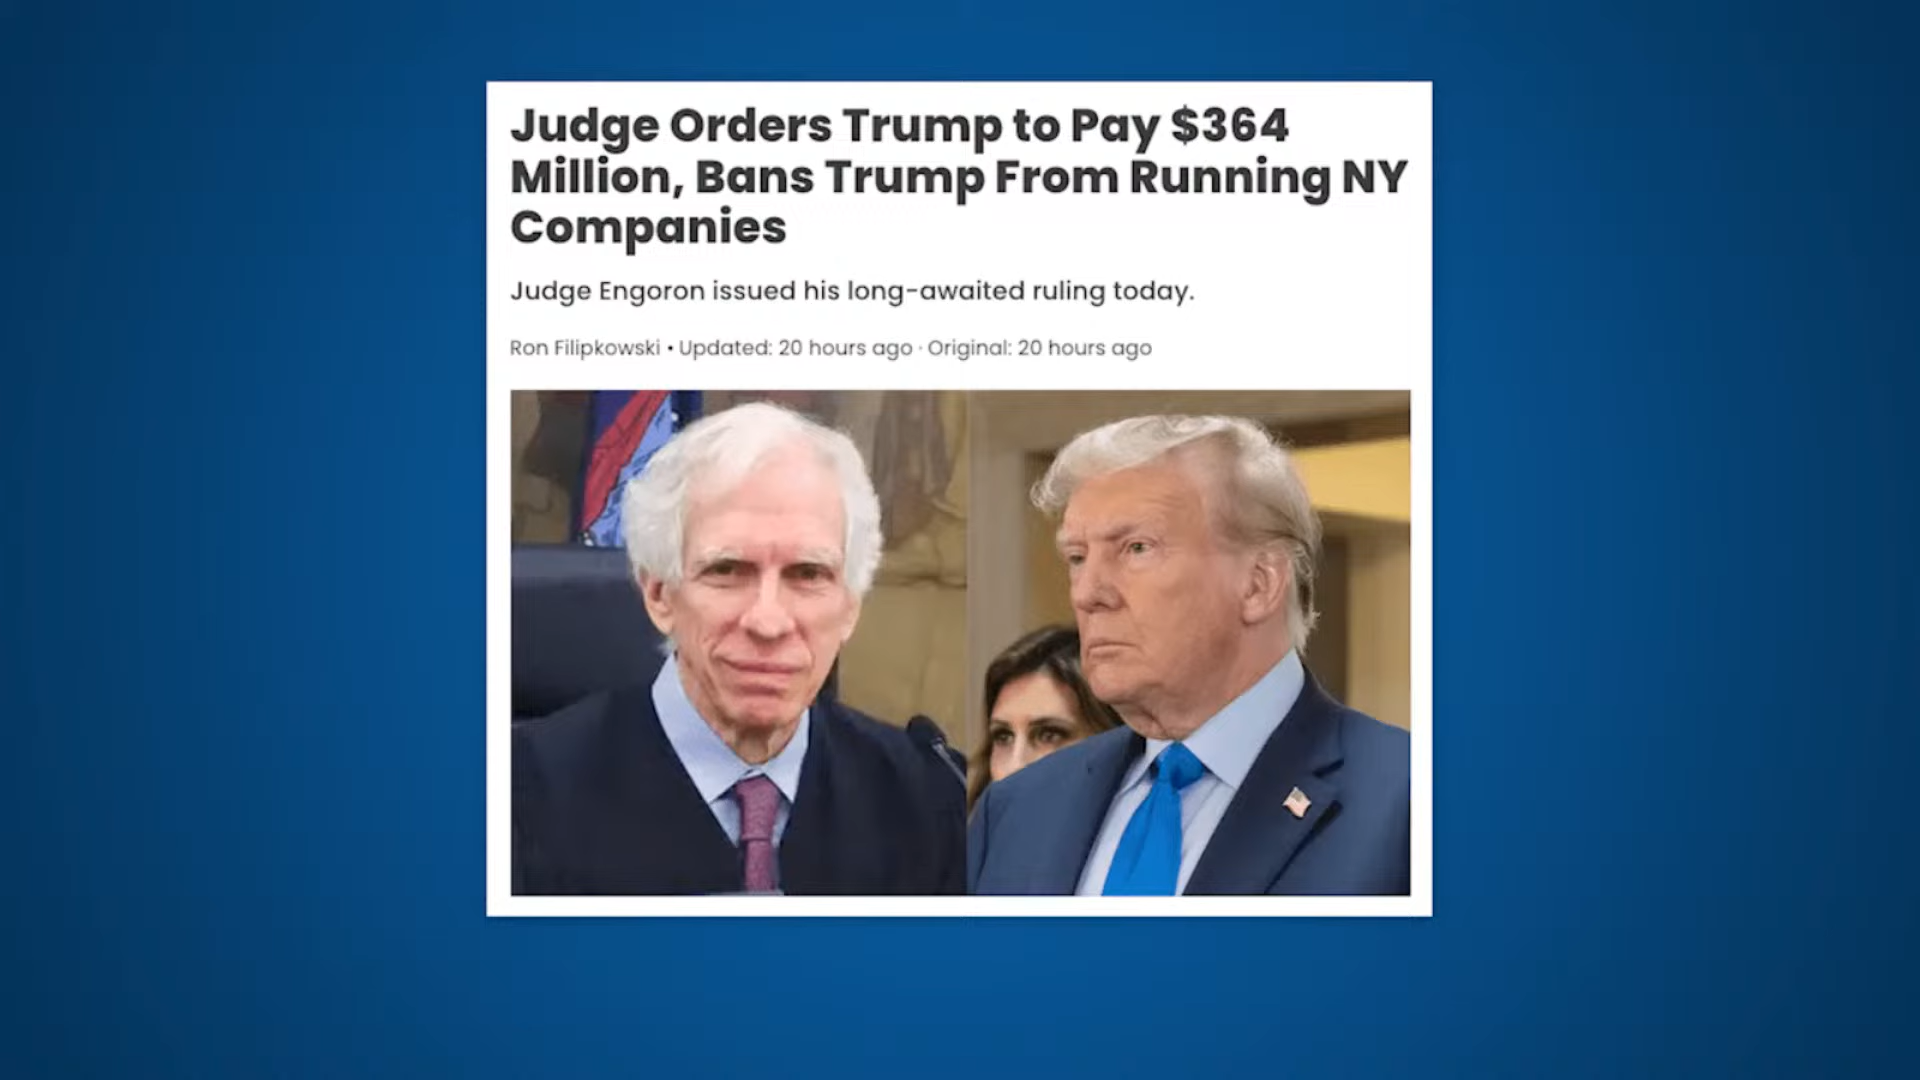 Judge Orders Trump to Pay $364
Million, Bans Trump From Running NY
Companies
Judge Engoron issued his long-awaited ruling today.
Ron Filipkowski • Updated: 20 hours ago · Original: 20 hours ago